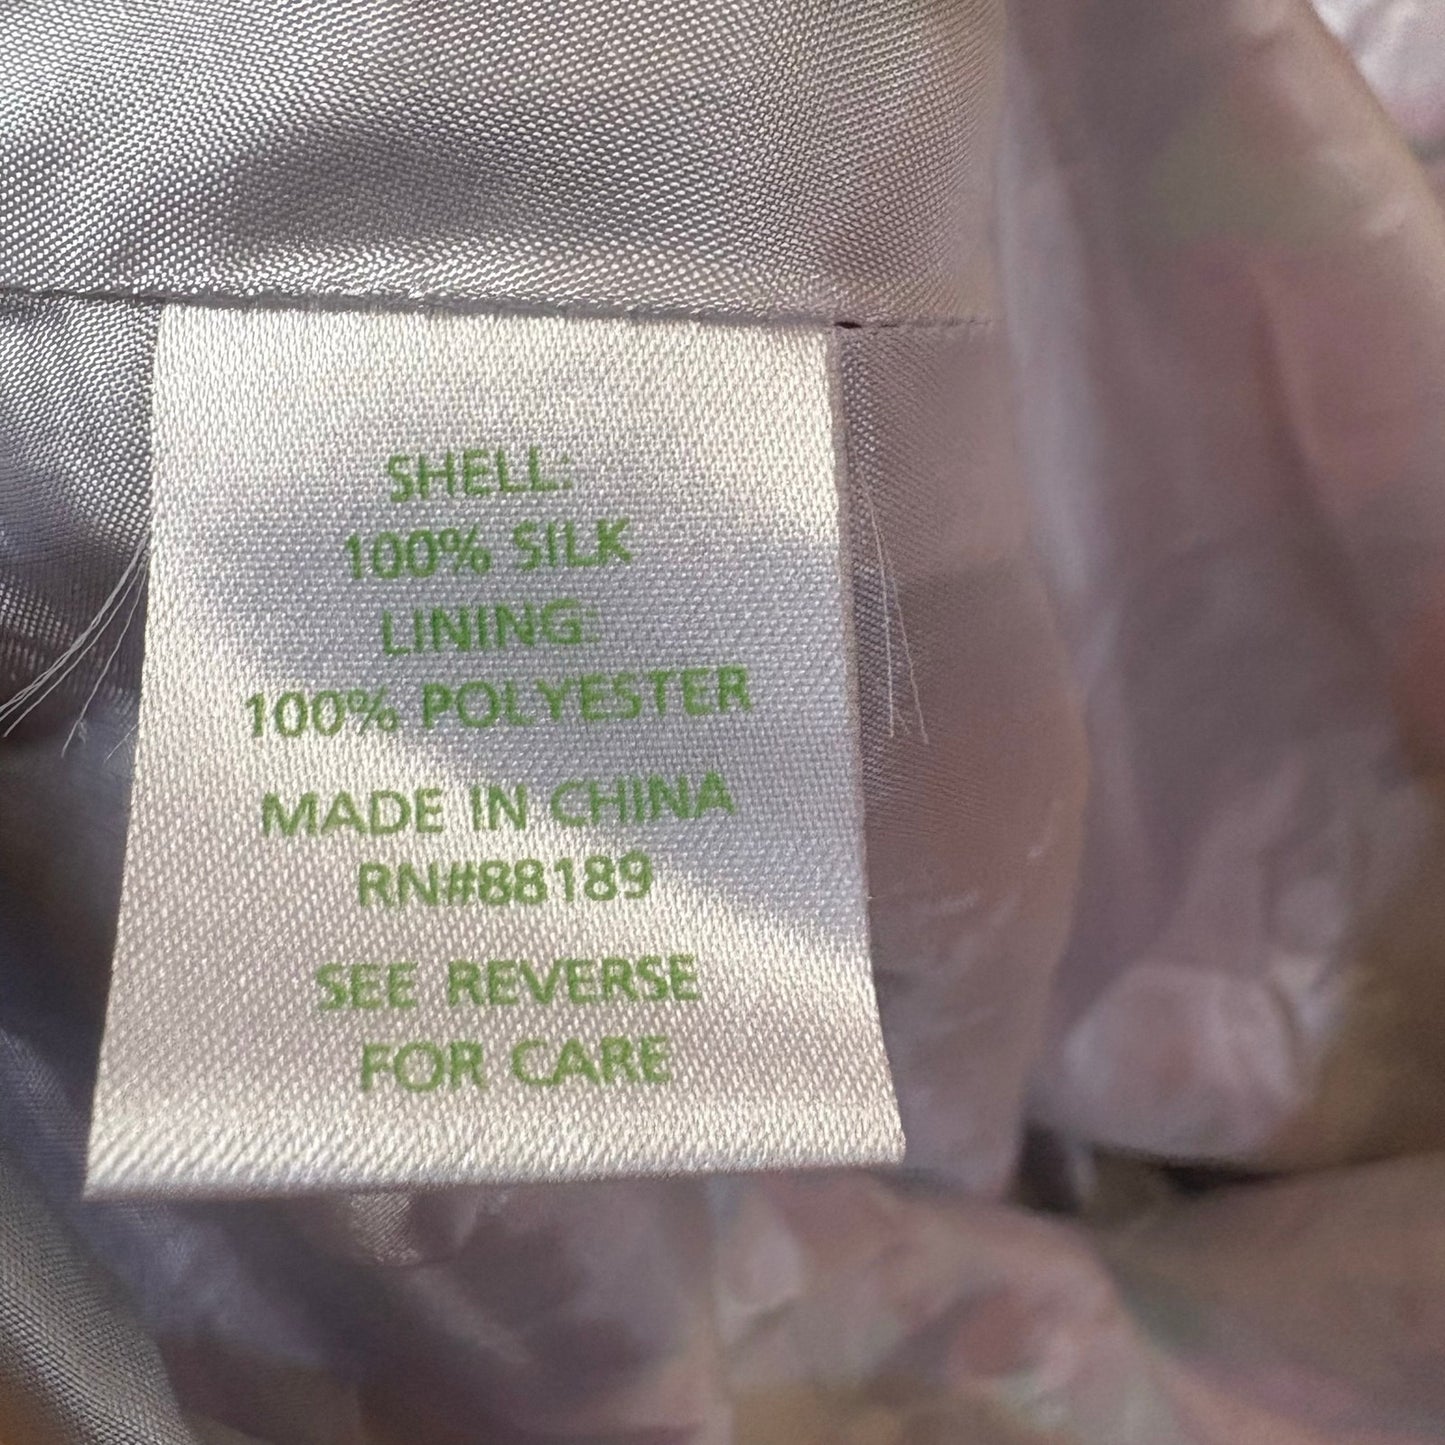 SHELL:
100% SILK
LINING:
100% POLYESTER
MADE IN CHINA
RN#88189
SEE REVERSE
FOR CARE